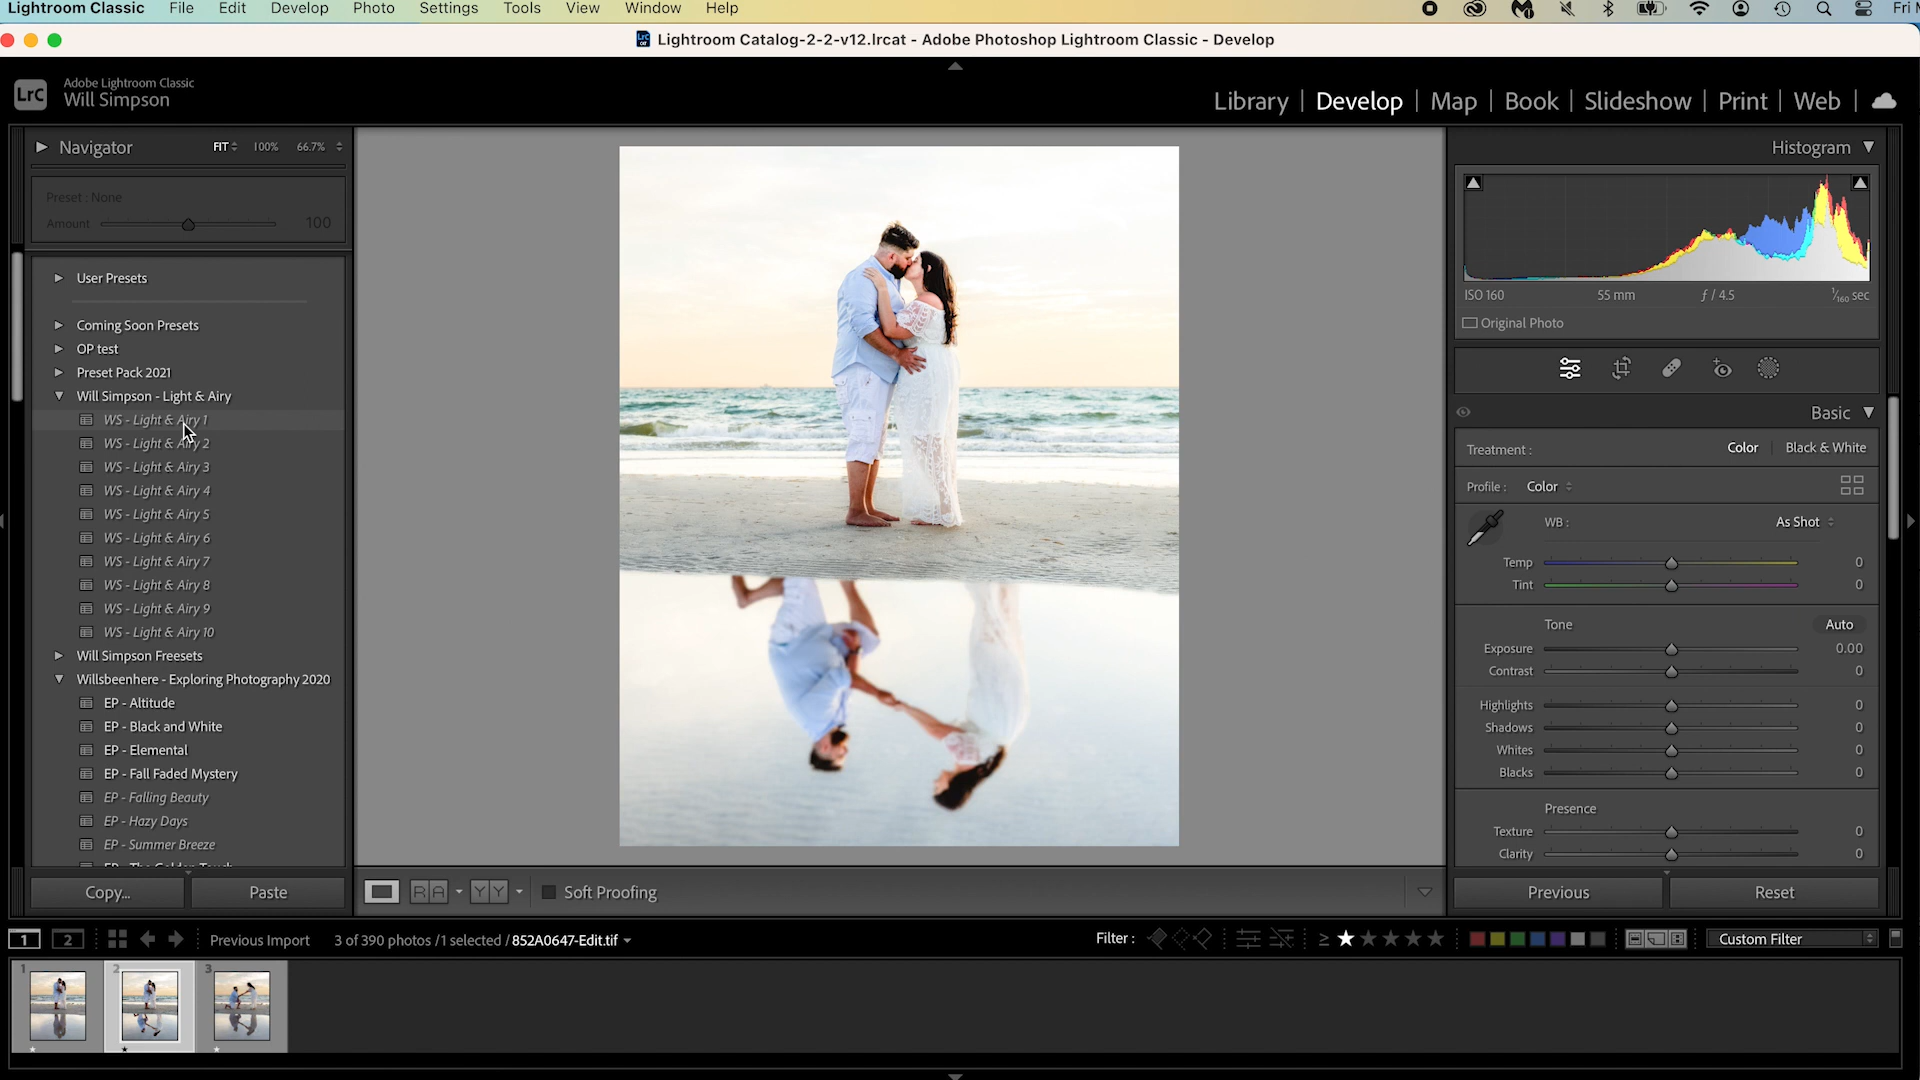 Lightroom Classic File Edit Develop Photo Settings Tools View Window Help Fri
LrC Lightroom Catalog-2-2-v12.lrcat - Adobe Photoshop Lightroom Classic - Develop
LrC Adobe Lightroom Classic
Will Simpson
Library | Develop | Map | Book | Slideshow | Print | Web
Navigator FIT 100% 66.7%
Preset : None
Amount 100
User Presets
Coming Soon Presets
OP test
Preset Pack 2021
Will Simpson - Light & Airy
WS - Light & Airy 1
WS - Light & Airy 2
WS - Light & Airy 3
WS - Light & Airy 4
WS - Light & Airy 5
WS - Light & Airy 6
WS - Light & Airy 7
WS - Light & Airy 8
WS - Light & Airy 9
WS - Light & Airy 10
Will Simpson Freesets
Willsbeenhere - Exploring Photography 2020
EP - Altitude
EP - Black and White
EP - Elemental
EP - Fall Faded Mystery
EP - Falling Beauty
EP - Hazy Days
EP - Summer Breeze
EP - The Golden Touch
Copy... Paste
R A Y Y Soft Proofing
Histogram
ISO 160 55 mm ƒ / 4.5 1/160 sec
Original Photo
Basic
Treatment : Color Black & White
Profile : Color
WB : As Shot
Temp 0
Tint 0
Tone Auto
Exposure 0.00
Contrast 0
Highlights 0
Shadows 0
Whites 0
Blacks 0
Presence
Texture 0
Clarity 0
Previous Reset
1 2 Previous Import 3 of 390 photos /1 selected / 852A0647-Edit.tif Filter : ≥ Custom Filter
1 2 3